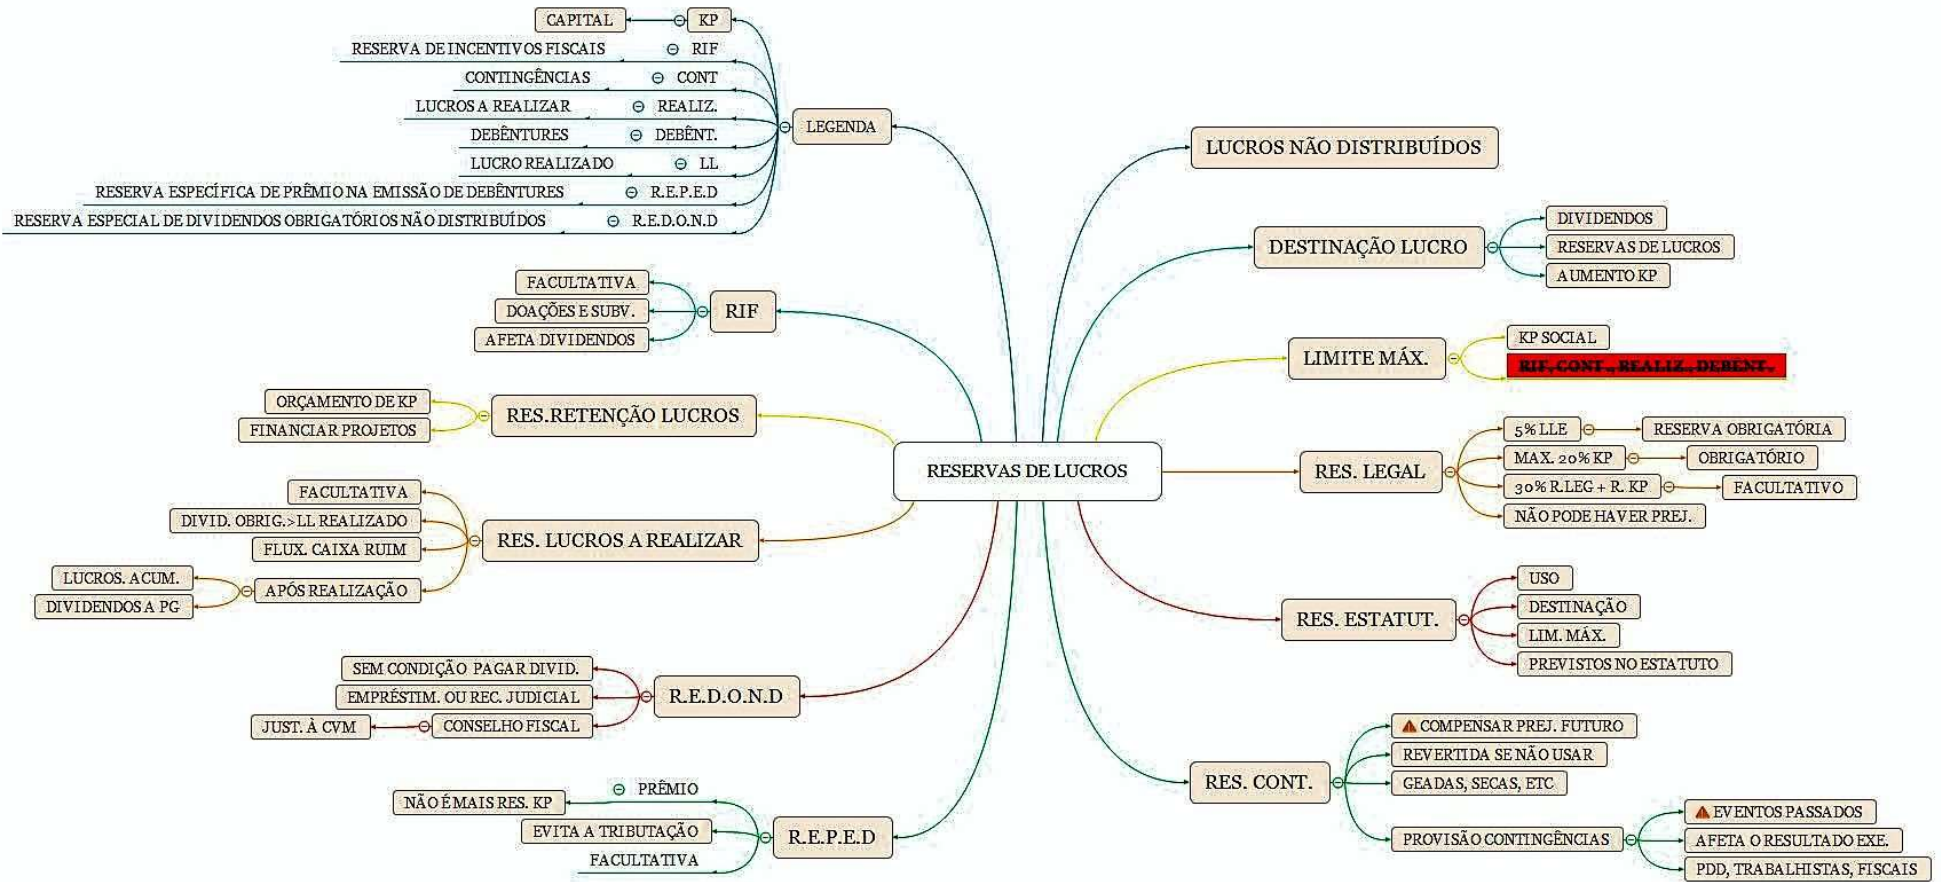 CAPITAL
KP
RESERVA DE INCENTIVOS FISCAIS
RIF
CONTINGÊNCIAS
CONT
LUCROS A REALIZAR
REALIZ.
DEBÊNTURES
DEBÊNT.
LUCRO REALIZADO
LL
RESERVA ESPECÍFICA DE PRÊMIO NA EMISSÃO DE DEBÊNTURES
R.E.P.E.D
RESERVA ESPECIAL DE DIVIDENDOS OBRIGATÓRIOS NÃO DISTRIBUÍDOS
R.E.D.O.N.D
LEGENDA
FACULTATIVA
DOAÇÕES E SUBV.
AFETA DIVIDENDOS
RIF
ORÇAMENTO DE KP
FINANCIAR PROJETOS
RES.RETENÇÃO LUCROS
FACULTATIVA
DIVID. OBRIG.>LL REALIZADO
FLUX. CAIXA RUIM
LUCROS. ACUM.
DIVIDENDOS A PG
APÓS REALIZAÇÃO
RES. LUCROS A REALIZAR
SEM CONDIÇÃO PAGAR DIVID.
EMPRÉSTIM. OU REC. JUDICIAL
JUST. À CVM
CONSELHO FISCAL
R.E.D.O.N.D
PRÊMIO
NÃO É MAIS RES. KP
EVITA A TRIBUTAÇÃO
FACULTATIVA
R.E.P.E.D
RESERVAS DE LUCROS
LUCROS NÃO DISTRIBUÍDOS
DESTINAÇÃO LUCRO
DIVIDENDOS
RESERVAS DE LUCROS
AUMENTO KP
LIMITE MÁX.
KP SOCIAL
RIF, CONT., REALIZ., DEBÊNT.
RES. LEGAL
5% LLE
RESERVA OBRIGATÓRIA
MAX. 20% KP
OBRIGATÓRIO
30% R.LEG + R. KP
FACULTATIVO
NÃO PODE HAVER PREJ.
RES. ESTATUT.
USO
DESTINAÇÃO
LIM. MÁX.
PREVISTOS NO ESTATUTO
RES. CONT.
COMPENSAR PREJ. FUTURO
REVERTIDA SE NÃO USAR
GEADAS, SECAS, ETC
PROVISÃO CONTINGÊNCIAS
EVENTOS PASSADOS
AFETA O RESULTADO EXE.
PDD, TRABALHISTAS, FISCAIS